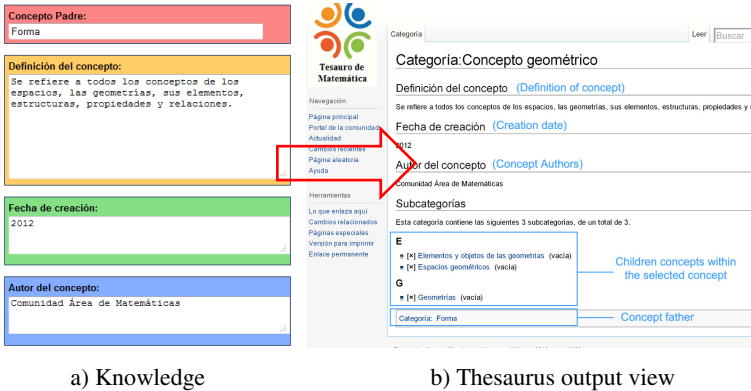 Concepto Padre:
Forma
Definición del concepto:
Se refiere a todos los conceptos de los
espacios, las geometrias, sus elementos,
estructuras, propiedades y relaciones.
Fecha de creación:
2012
Autor del concepto:
Comunidad Área de Matemáticas
a) Knowledge
Tesauro de
Matemática
Navegación
Página principal
Portal de la comunidad
Actualidad
Cambios recientes
Página aleatoria
Ayuda
Herramientas
Lo que enlaza aquí
Cambios relacionados
Páginas especiales
Versión para imprimir
Enlace permanente
Categoría
Leer
Buscar
Categoría:Concepto geométrico
Definición del concepto (Definition of concept)
Se refiere a todos los conceptos de los espacios, las geometrías, sus elementos, estructuras, propiedades y
Fecha de creación (Creation date)
2012
Autor del concepto (Concept Authors)
Comunidad Área de Matemáticas
Subcategorías
Esta categoría contiene las siguientes 3 subcategorías, de un total de 3.
E
[×] Elementos y objetos de las geometrias (vacía)
[×] Espacios geométricos (vacía)
G
[×] Geometrías (vacía)
Categoría: Forma
Children concepts within
the selected concept
Concept father
b) Thesaurus output view